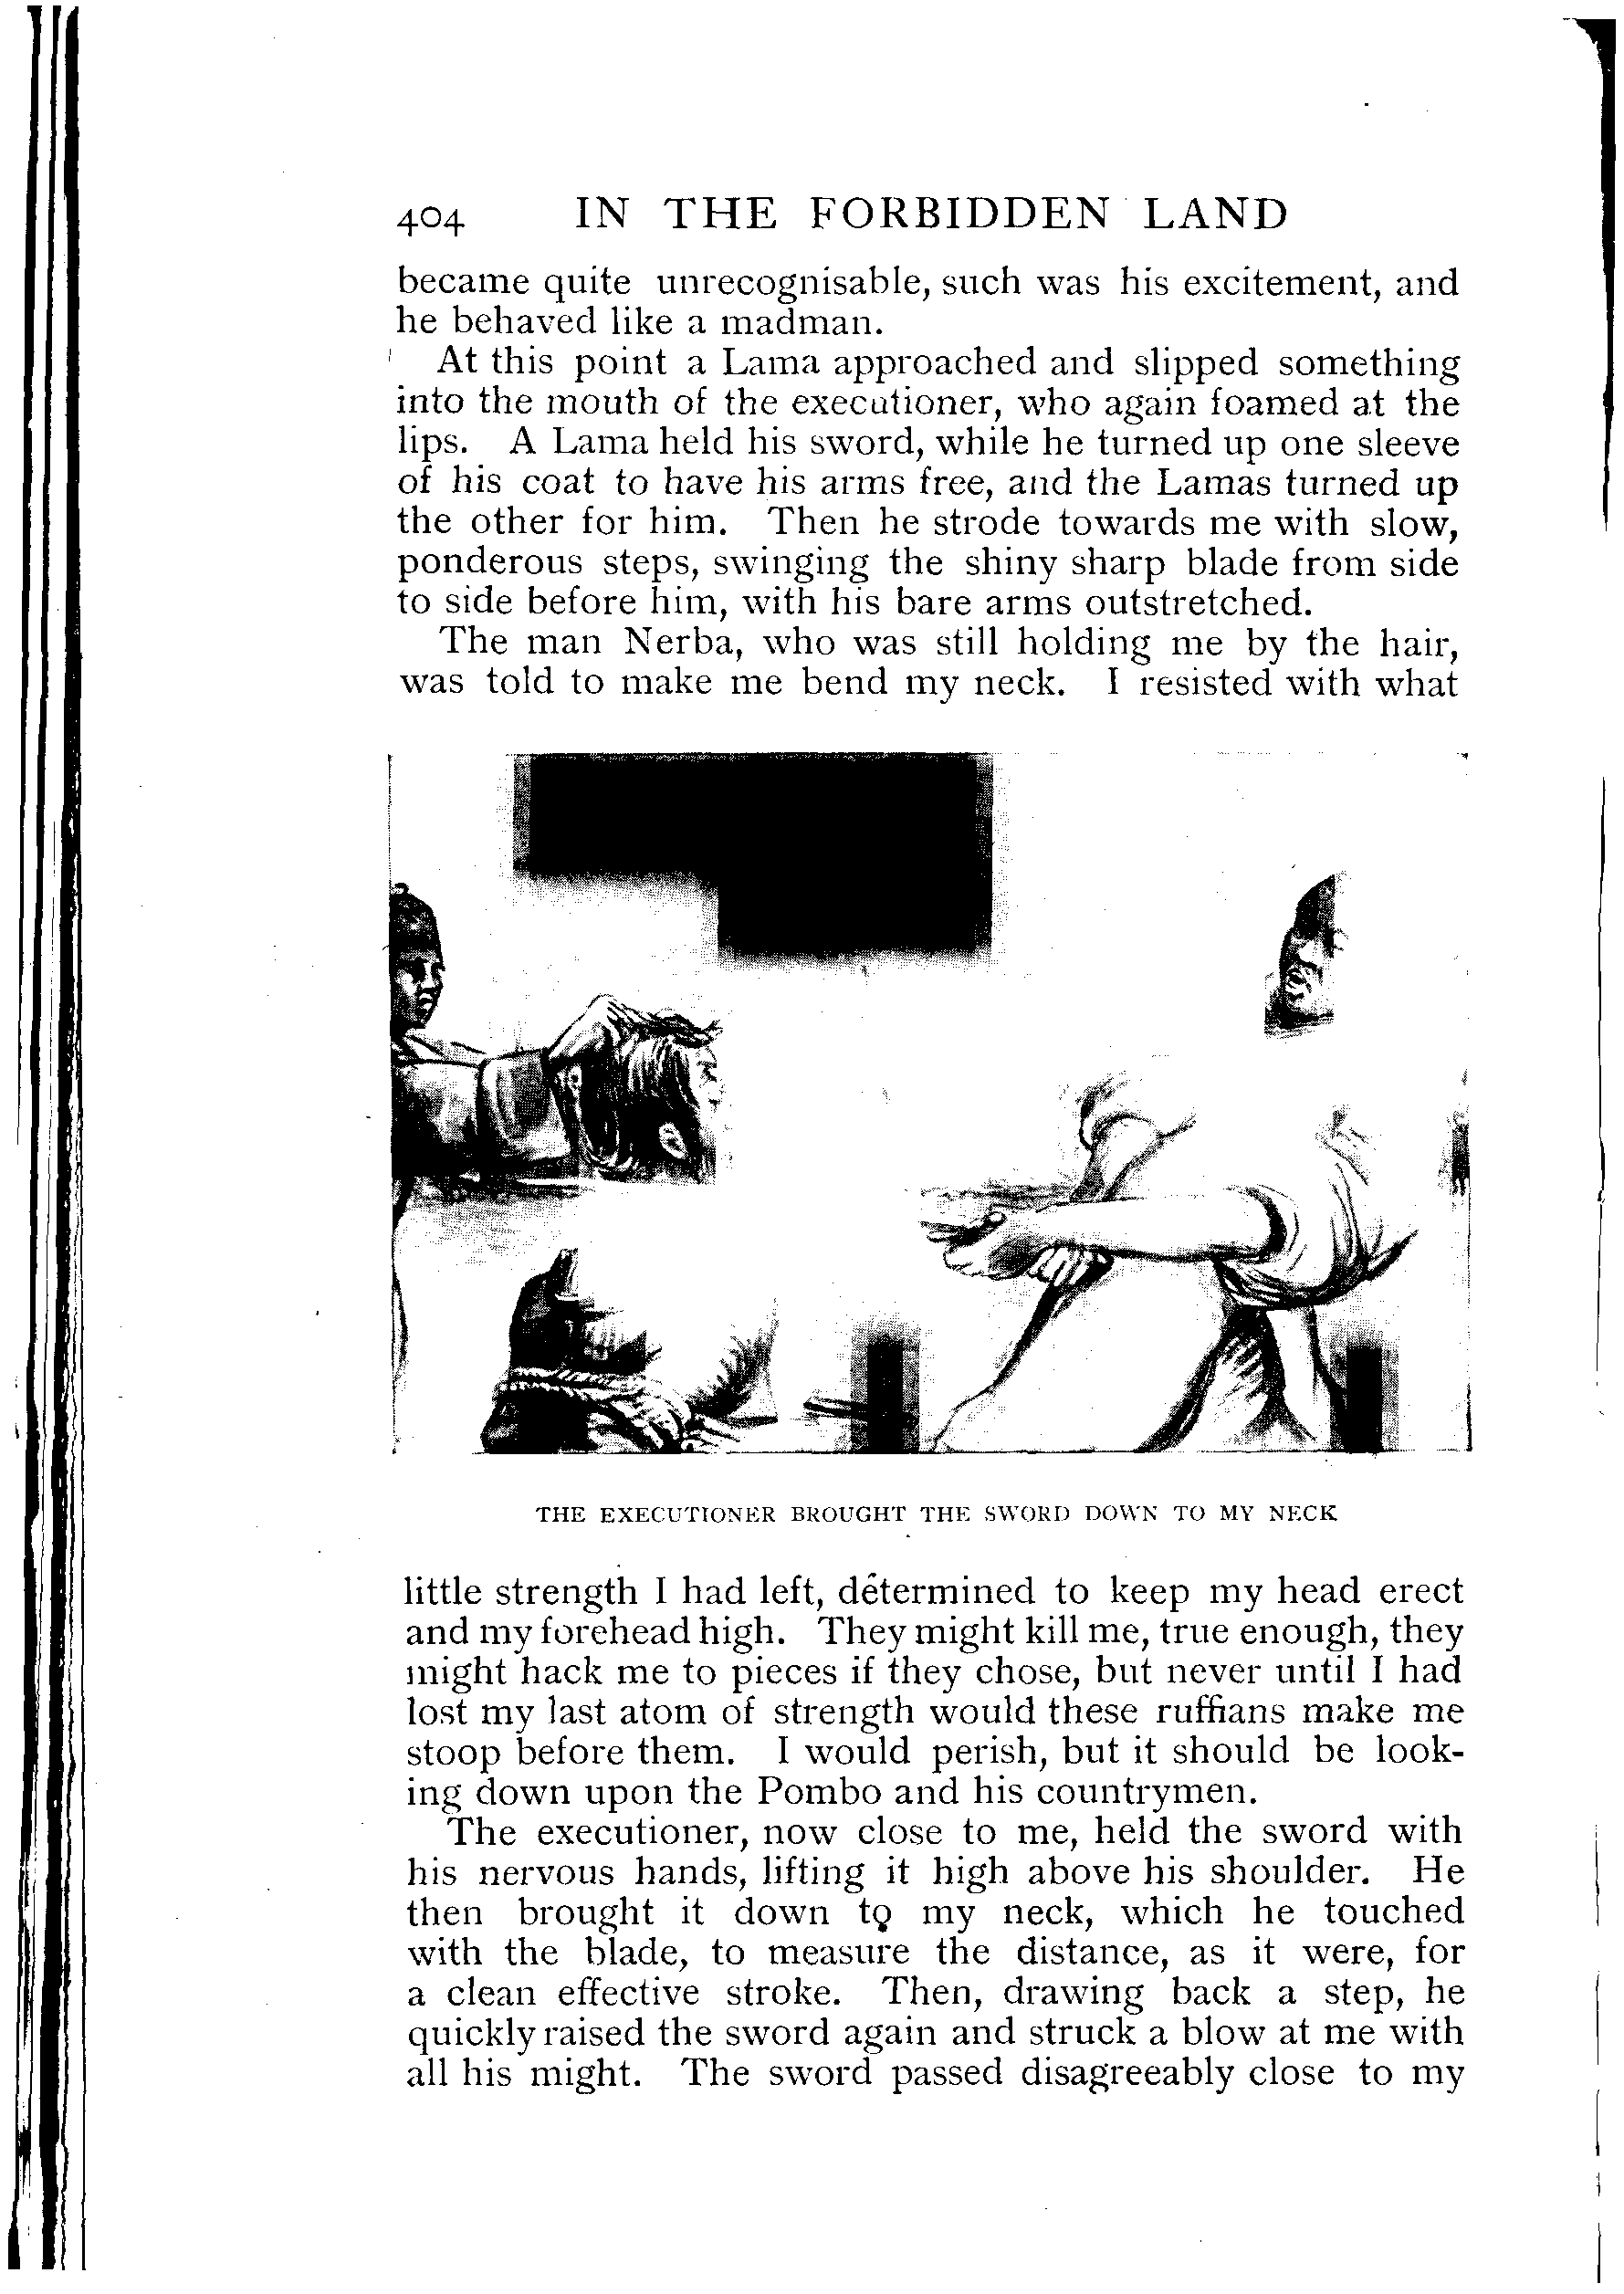 404 IN THE FORBIDDEN LAND
became quite unrecognisable, such was his excitement, and
he behaved like a madman.
At this point a Lama approached and slipped something
into the mouth of the executioner, who again foamed at the
lips. A Lama held his sword, while he turned up one sleeve
of his coat to have his arms free, and the Lamas turned up
the other for him. Then he strode towards me with slow,
ponderous steps, swinging the shiny sharp blade from side
to side before him, with his bare arms outstretched.
The man Nerba, who was still holding me by the hair,
was told to make me bend my neck. I resisted with what
THE EXECUTIONER BROUGHT THE SWORD DOWN TO MY NECK
little strength I had left, determined to keep my head erect
and my forehead high. They might kill me, true enough, they
might hack me to pieces if they chose, but never until I had
lost my last atom of strength would these ruffians make me
stoop before them. I would perish, but it should be look-
ing down upon the Pombo and his countrymen.
The executioner, now close to me, held the sword with
his nervous hands, lifting it high above his shoulder. He
then brought it down to my neck, which he touched
with the blade, to measure the distance, as it were, for
a clean effective stroke. Then, drawing back a step, he
quickly raised the sword again and struck a blow at me with
all his might. The sword passed disagreeably close to my